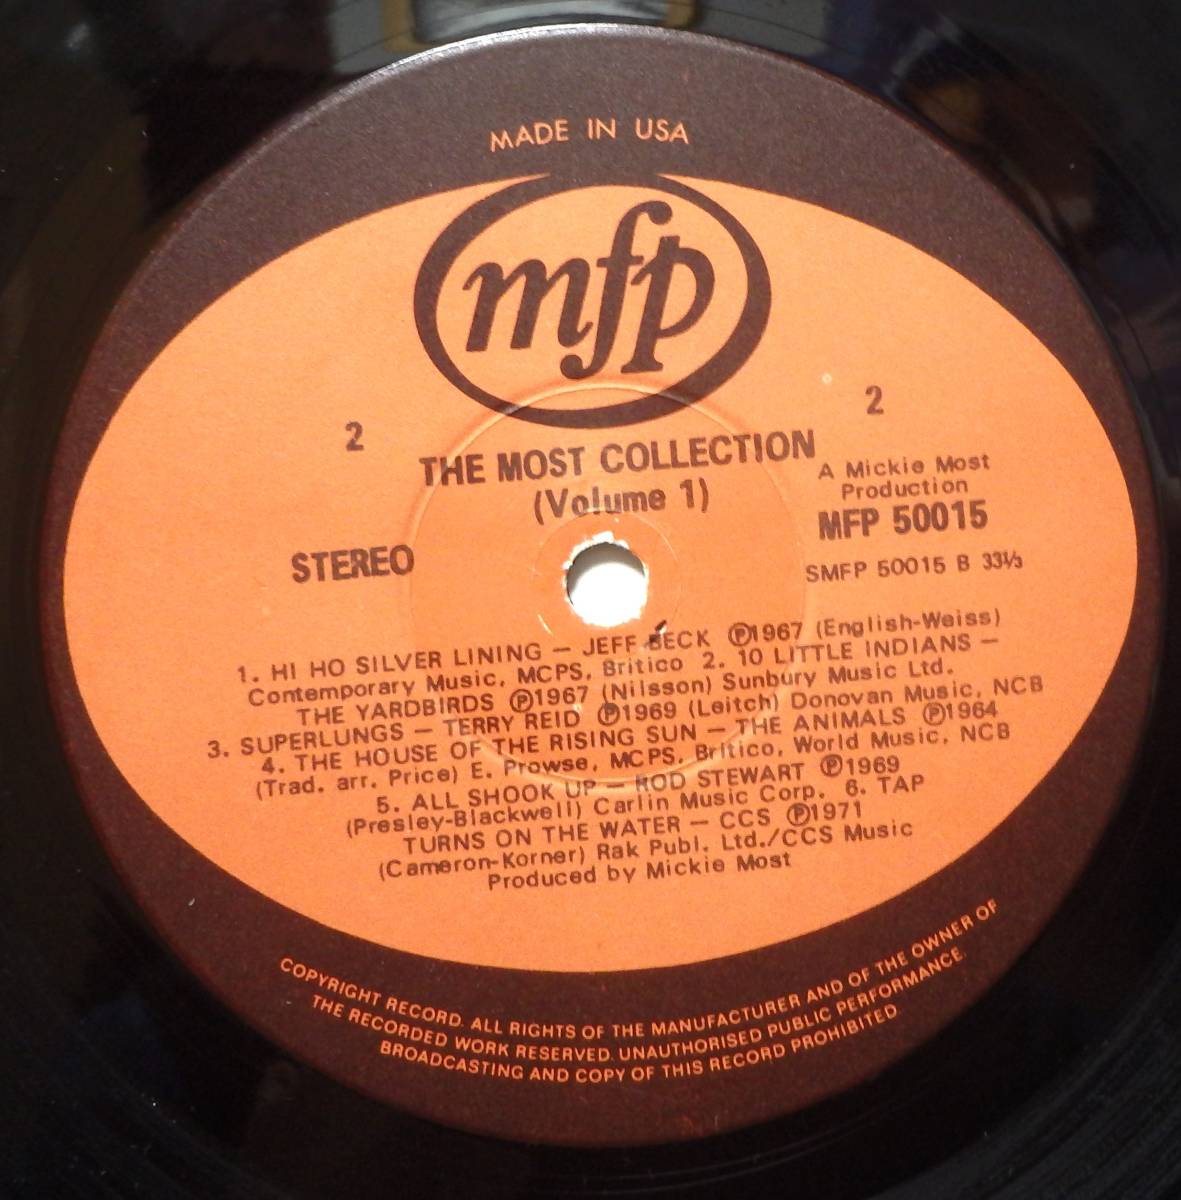 MADE IN USA
mfp
2
2
THE MOST COLLECTION
(Volume 1)
A Mickie Most
Production
MFP 50015
STEREO
SMFP 50015 B 33⅓
1. HI HO SILVER LINING – JEFF BECK Ⓟ1967 (English-Weiss)
Contemporary Music, MCPS, Britico 2. 10 LITTLE INDIANS –
THE YARDBIRDS Ⓟ1967 (Nilsson) Sunbury Music Ltd.
3. SUPERLUNGS – TERRY REID Ⓟ1969 (Leitch) Donovan Music, NCB
4. THE HOUSE OF THE RISING SUN – THE ANIMALS Ⓟ1964
(Trad. arr. Price) E. Prowse, MCPS, Britico, World Music, NCB
5. ALL SHOOK UP – ROD STEWART Ⓟ1969
(Presley-Blackwell) Carlin Music Corp. 6. TAP
TURNS ON THE WATER – CCS Ⓟ1971
(Cameron-Korner) Rak Publ. Ltd./CCS Music
Produced by Mickie Most
COPYRIGHT RECORD. ALL RIGHTS OF THE MANUFACTURER AND OF THE OWNER OF
THE RECORDED WORK RESERVED. UNAUTHORISED PUBLIC PERFORMANCE.
BROADCASTING AND COPY OF THIS RECORD PROHIBITED.